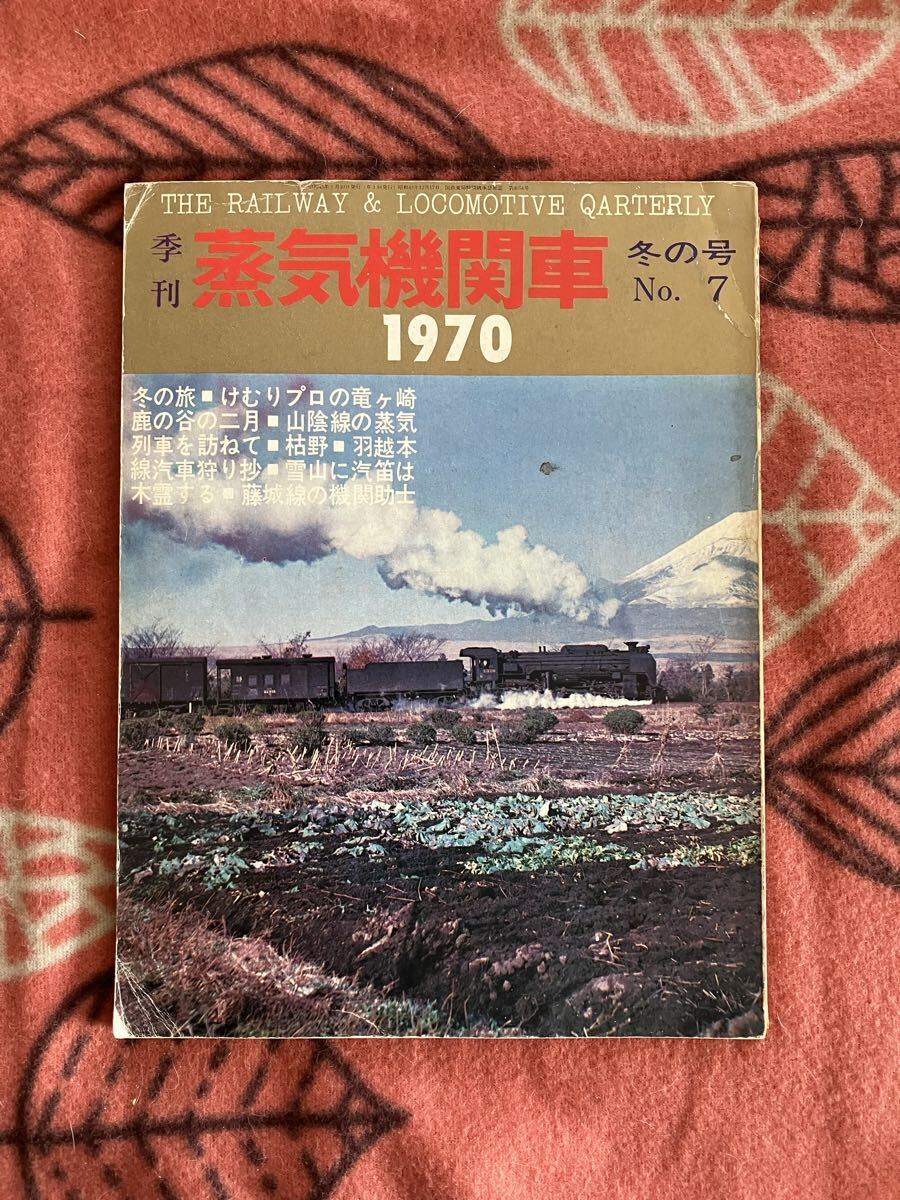 THE RAILWAY & LOCOMOTIVE QARTERLY
季刊
蒸気機関車
冬の号
No. 7
1970
冬の旅■けむりプロの竜ヶ崎
鹿の谷の二月■山陰線の蒸気
列車を訪ねて■枯野■羽越本
線汽車狩り抄■雪山に汽笛は
木霊する■藤城線の機関助士